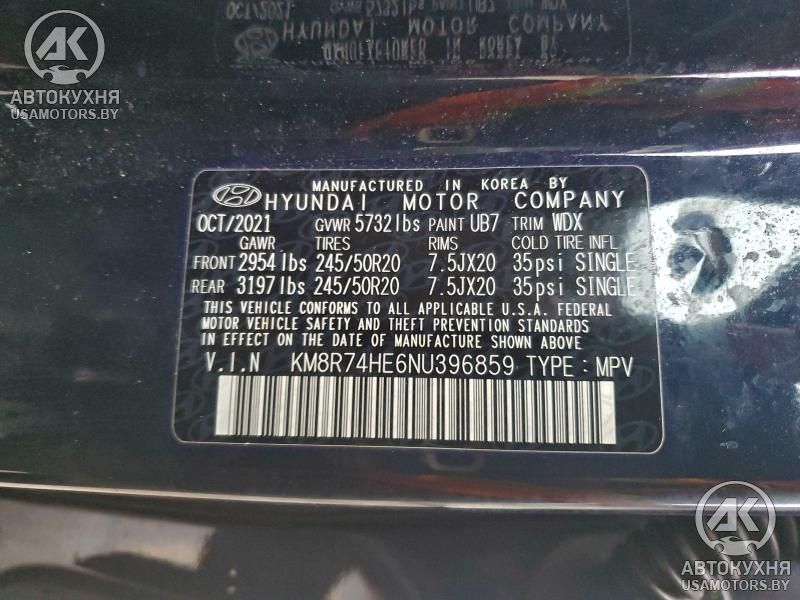 АВТОКУХНЯ
USAMOTORS.BY
MANUFACTURED IN KOREA BY
HYUNDAI MOTOR COMPANY
OCT/2021 GVWR 5732lbs PAINT UB7 TRIM WDX
GAWR TIRES RIMS COLD TIRE INFL
FRONT 2954lbs 245/50R20 7.5JX20 35psi SINGLE
REAR 3197lbs 245/50R20 7.5JX20 35psi SINGLE
THIS VEHICLE CONFORMS TO ALL APPLICABLE U.S.A. FEDERAL
MOTOR VEHICLE SAFETY AND THEFT PREVENTION STANDARDS
IN EFFECT ON THE DATE OF MANUFACTURE SHOWN ABOVE
V.I.N KM8R74HE6NU396859 TYPE : MPV
АК
АВТОКУХНЯ
USAMOTORS.BY